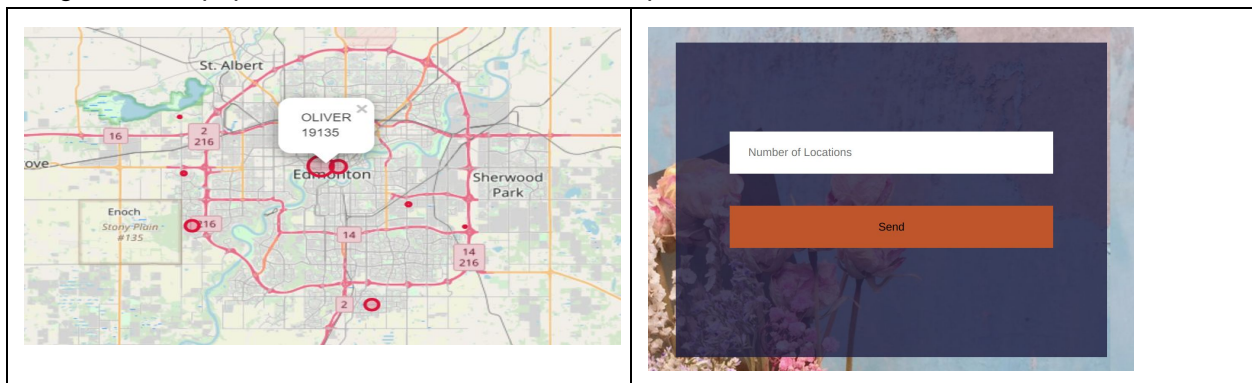 St. Albert
OLIVER ×
19135
16
2
216
ove
Edmonton
Sherwood
Park
Enoch
Stony Plain
#135
216
14
14
216
2
Number of Locations
Send